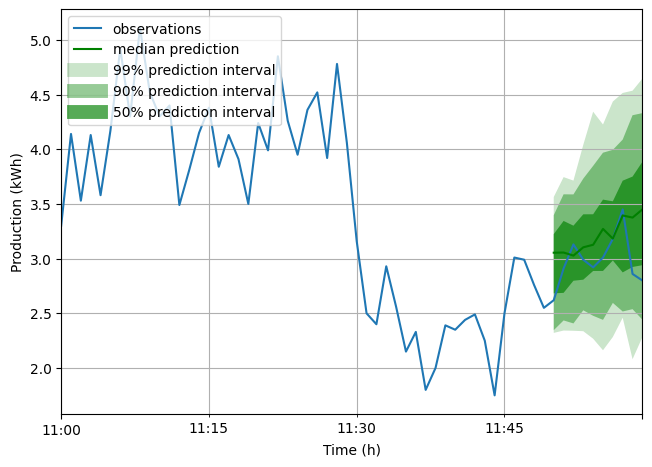 observations
median prediction
99% prediction interval
90% prediction interval
50% prediction interval
Production (kWh)
5.0
4.5
4.0
3.5
3.0
2.5
2.0
11:00
11:15
11:30
11:45
Time (h)